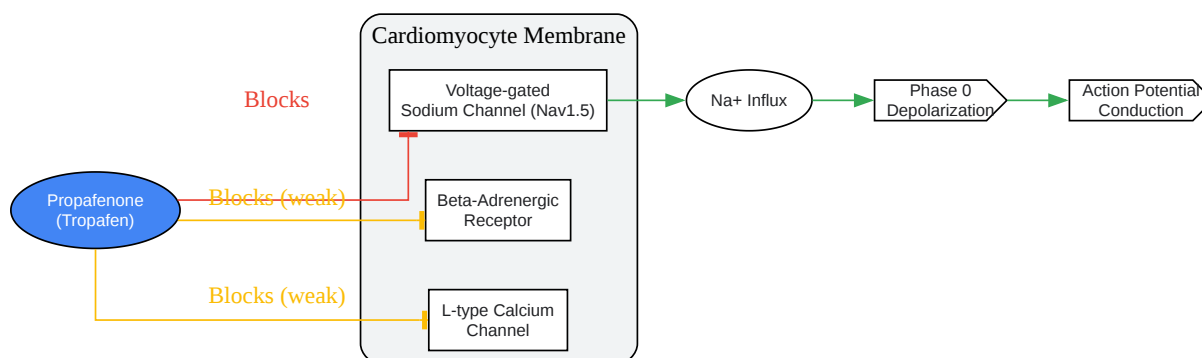 Cardiomyocyte Membrane
Blocks
Voltage-gated
Sodium Channel (Nav1.5)
Na+ Influx
Phase 0
Depolarization
Action Potential
Conduction
Propafenone
(Tropafen)
Blocks (weak)
Beta-Adrenergic
Receptor
Blocks (weak)
L-type Calcium
Channel